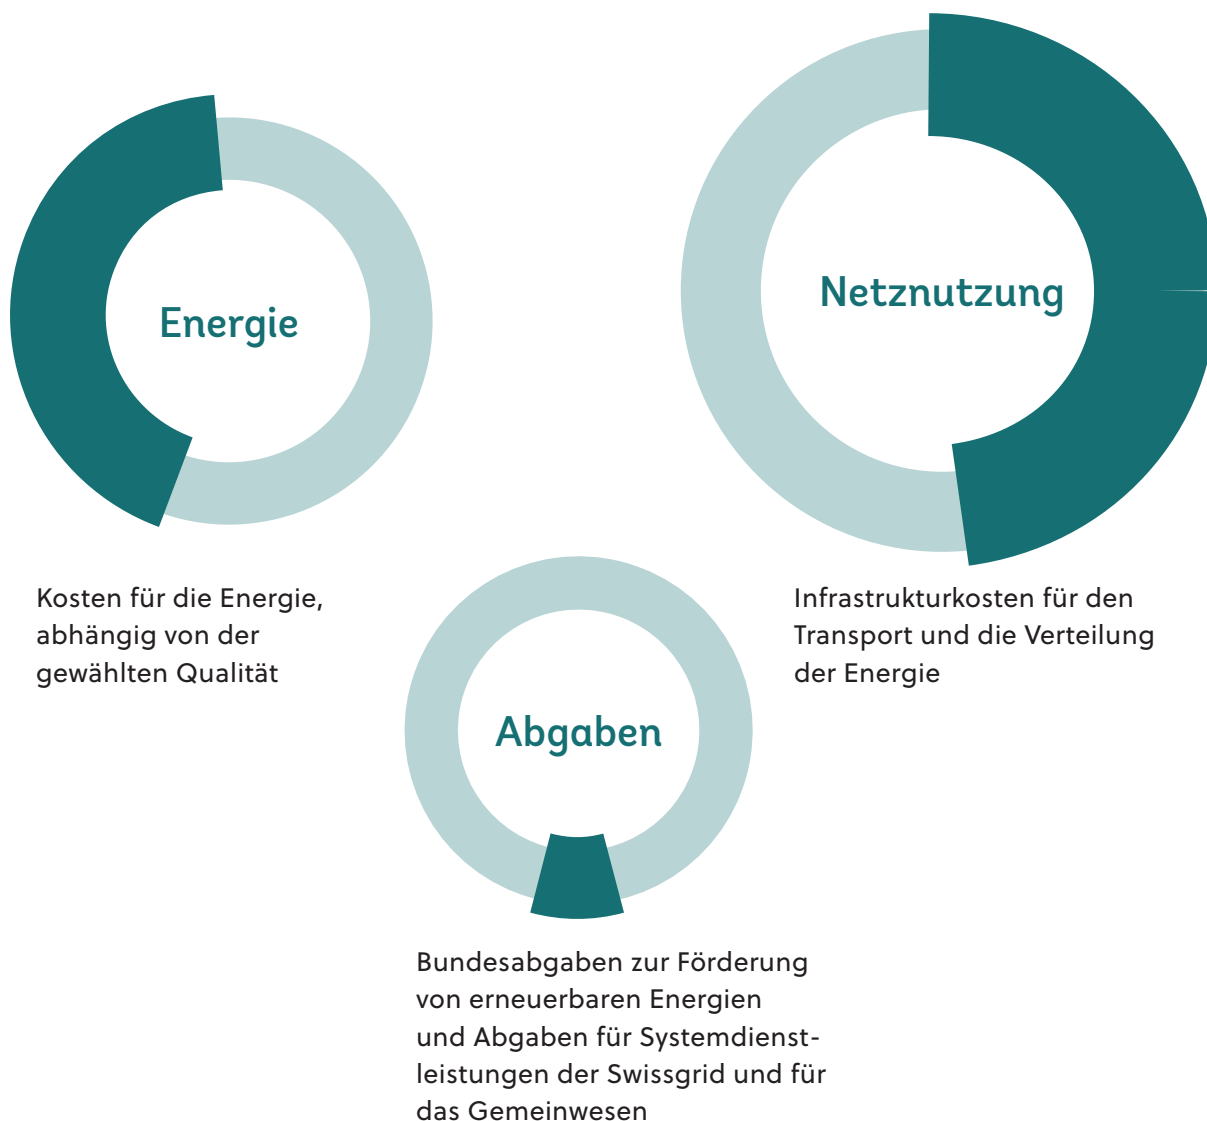 Energie
Kosten für die Energie,
abhängig von der
gewählten Qualität
Netznutzung
Infrastrukturkosten für den
Transport und die Verteilung
der Energie
Abgaben
Bundesabgaben zur Förderung
von erneuerbaren Energien
und Abgaben für Systemdienst-
leistungen der Swissgrid und für
das Gemeinwesen